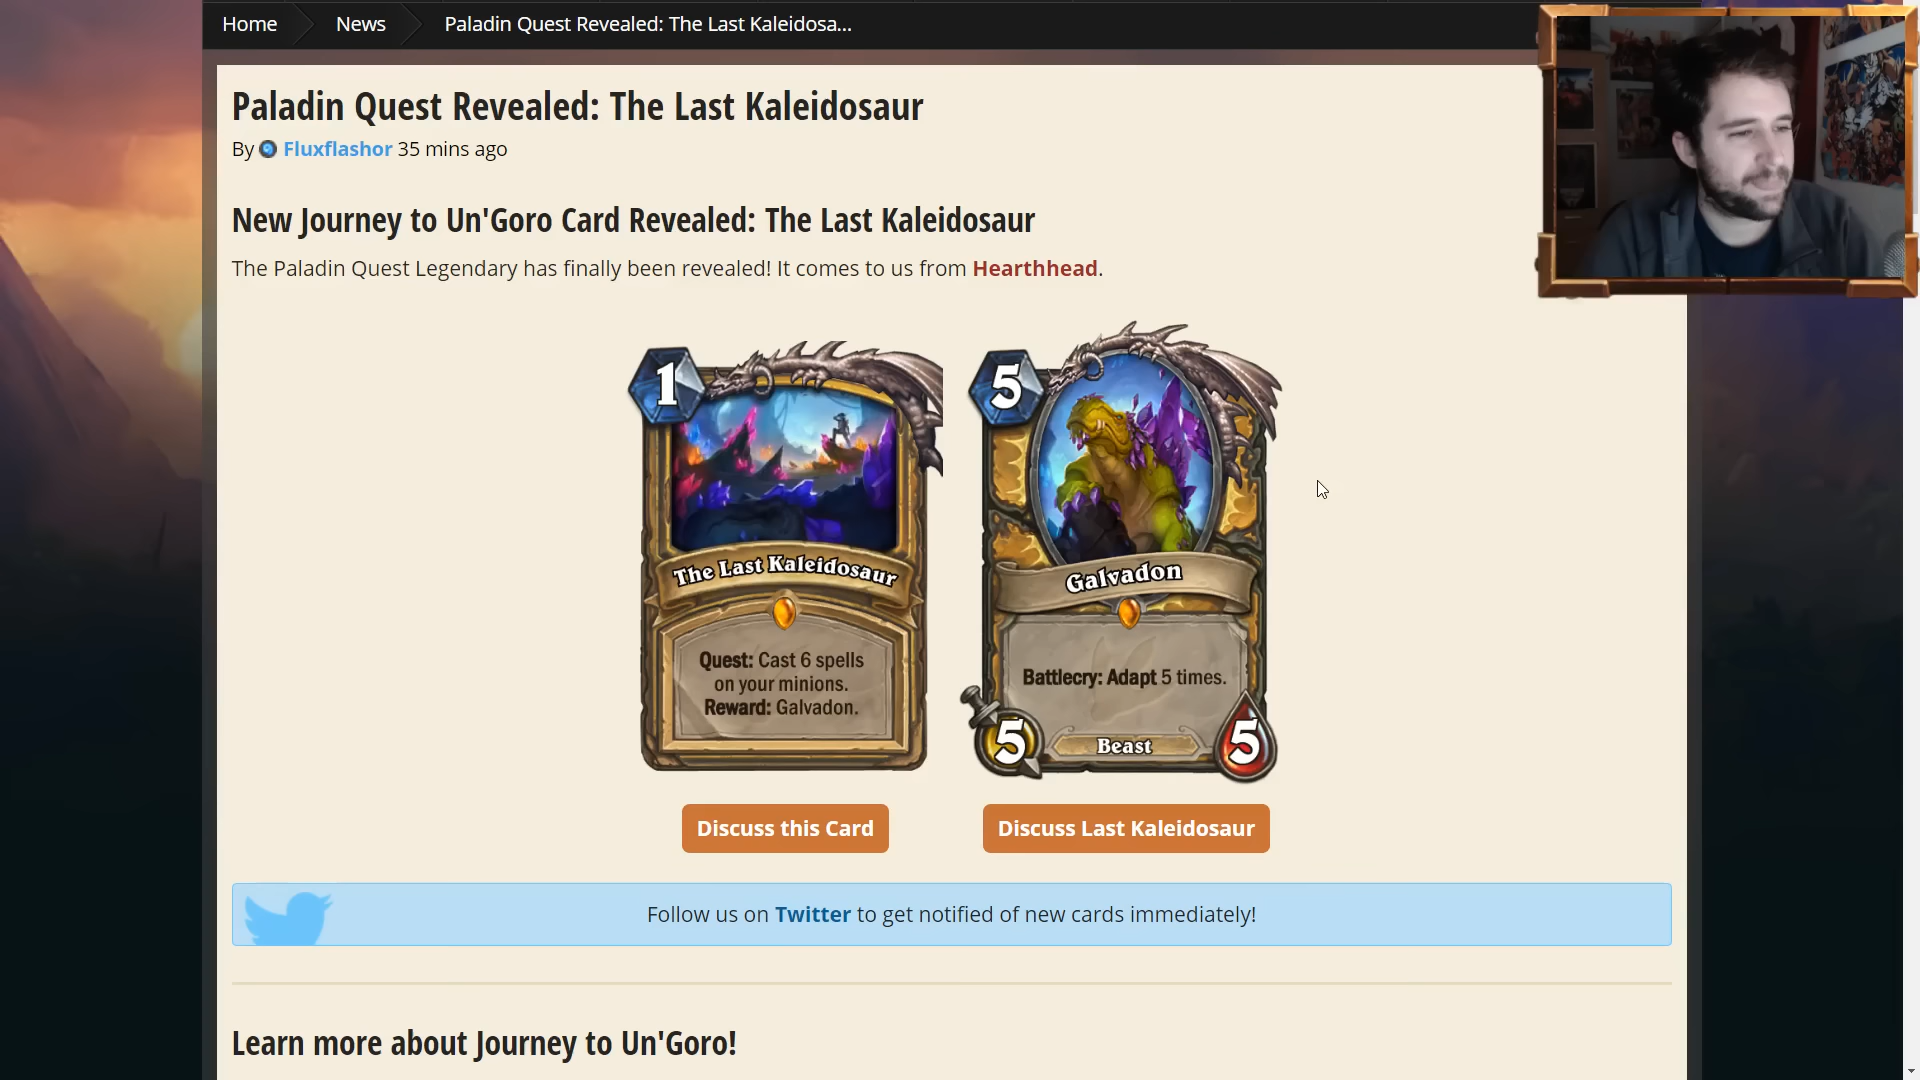 Home
News
Paladin Quest Revealed: The Last Kaleidosa...
Paladin Quest Revealed: The Last Kaleidosaur
By Fluxflashor 35 mins ago
New Journey to Un'Goro Card Revealed: The Last Kaleidosaur
The Paladin Quest Legendary has finally been revealed! It comes to us from Hearthhead.
1
The Last Kaleidosaur
Quest: Cast 6 spells
on your minions.
Reward: Galvadon.
5
Galvadon
Battlecry: Adapt 5 times.
5
Beast
5
Discuss this Card
Discuss Last Kaleidosaur
Follow us on Twitter to get notified of new cards immediately!
Learn more about Journey to Un'Goro!